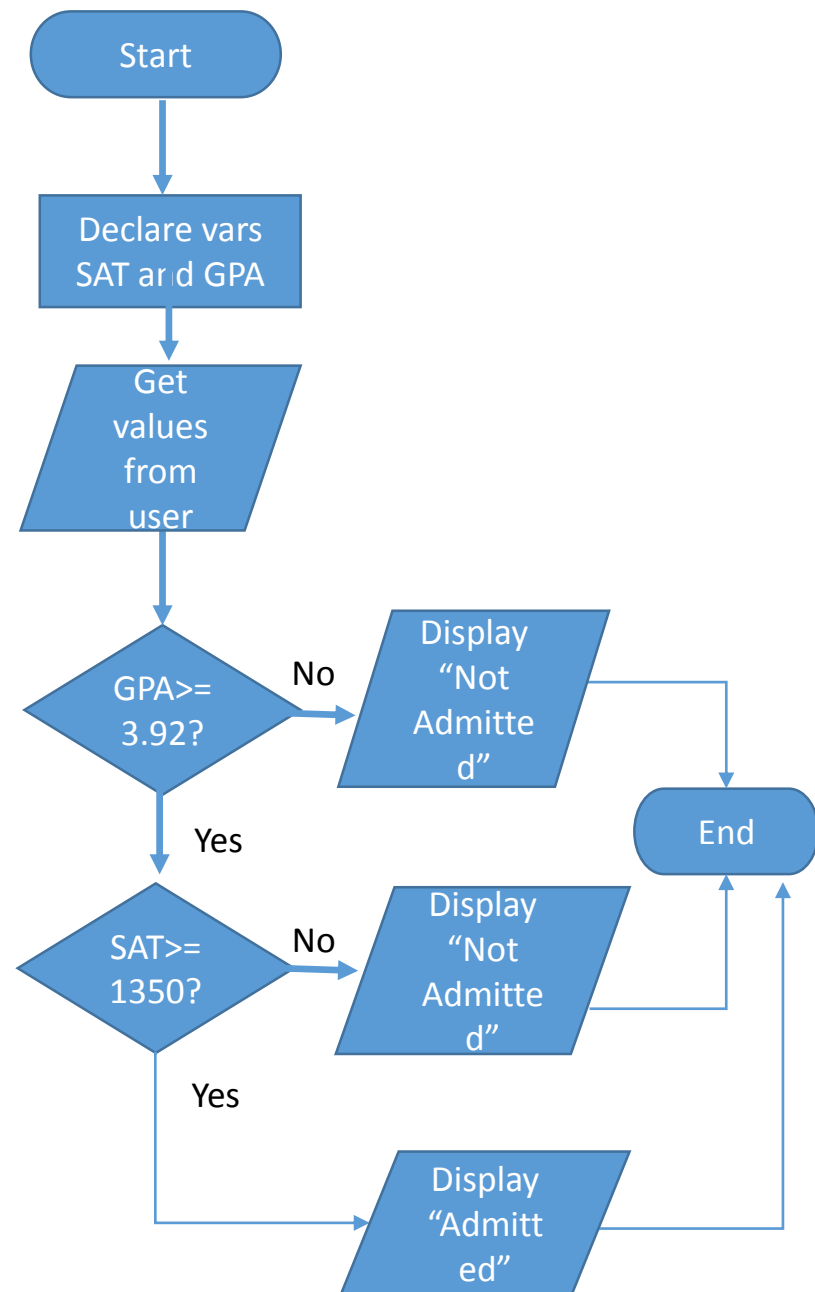 Start
Declare vars
SAT and GPA
Get
values
from
user
GPA>=
3.92?
No
Display
“Not
Admitte
d”
Yes
End
SAT>=
1350?
No
Display
“Not
Admitte
d”
Yes
Display
“Admitt
ed”